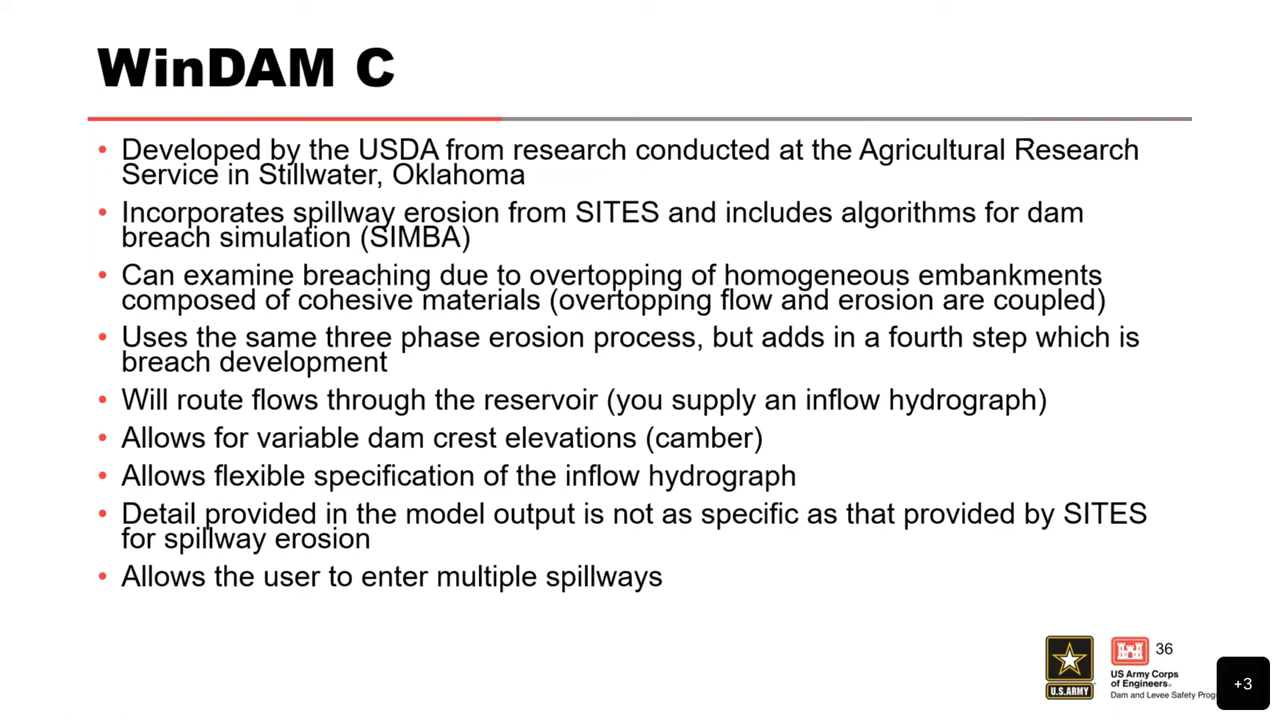 WinDAM C
• Developed by the USDA from research conducted at the Agricultural Research
Service in Stillwater, Oklahoma
• Incorporates spillway erosion from SITES and includes algorithms for dam
breach simulation (SIMBA)
• Can examine breaching due to overtopping of homogeneous embankments
composed of cohesive materials (overtopping flow and erosion are coupled)
• Uses the same three phase erosion process, but adds in a fourth step which is
breach development
• Will route flows through the reservoir (you supply an inflow hydrograph)
• Allows for variable dam crest elevations (camber)
• Allows flexible specification of the inflow hydrograph
• Detail provided in the model output is not as specific as that provided by SITES
for spillway erosion
• Allows the user to enter multiple spillways
36
U.S.ARMY
US Army Corps
of Engineers®
Dam and Levee Safety
+3